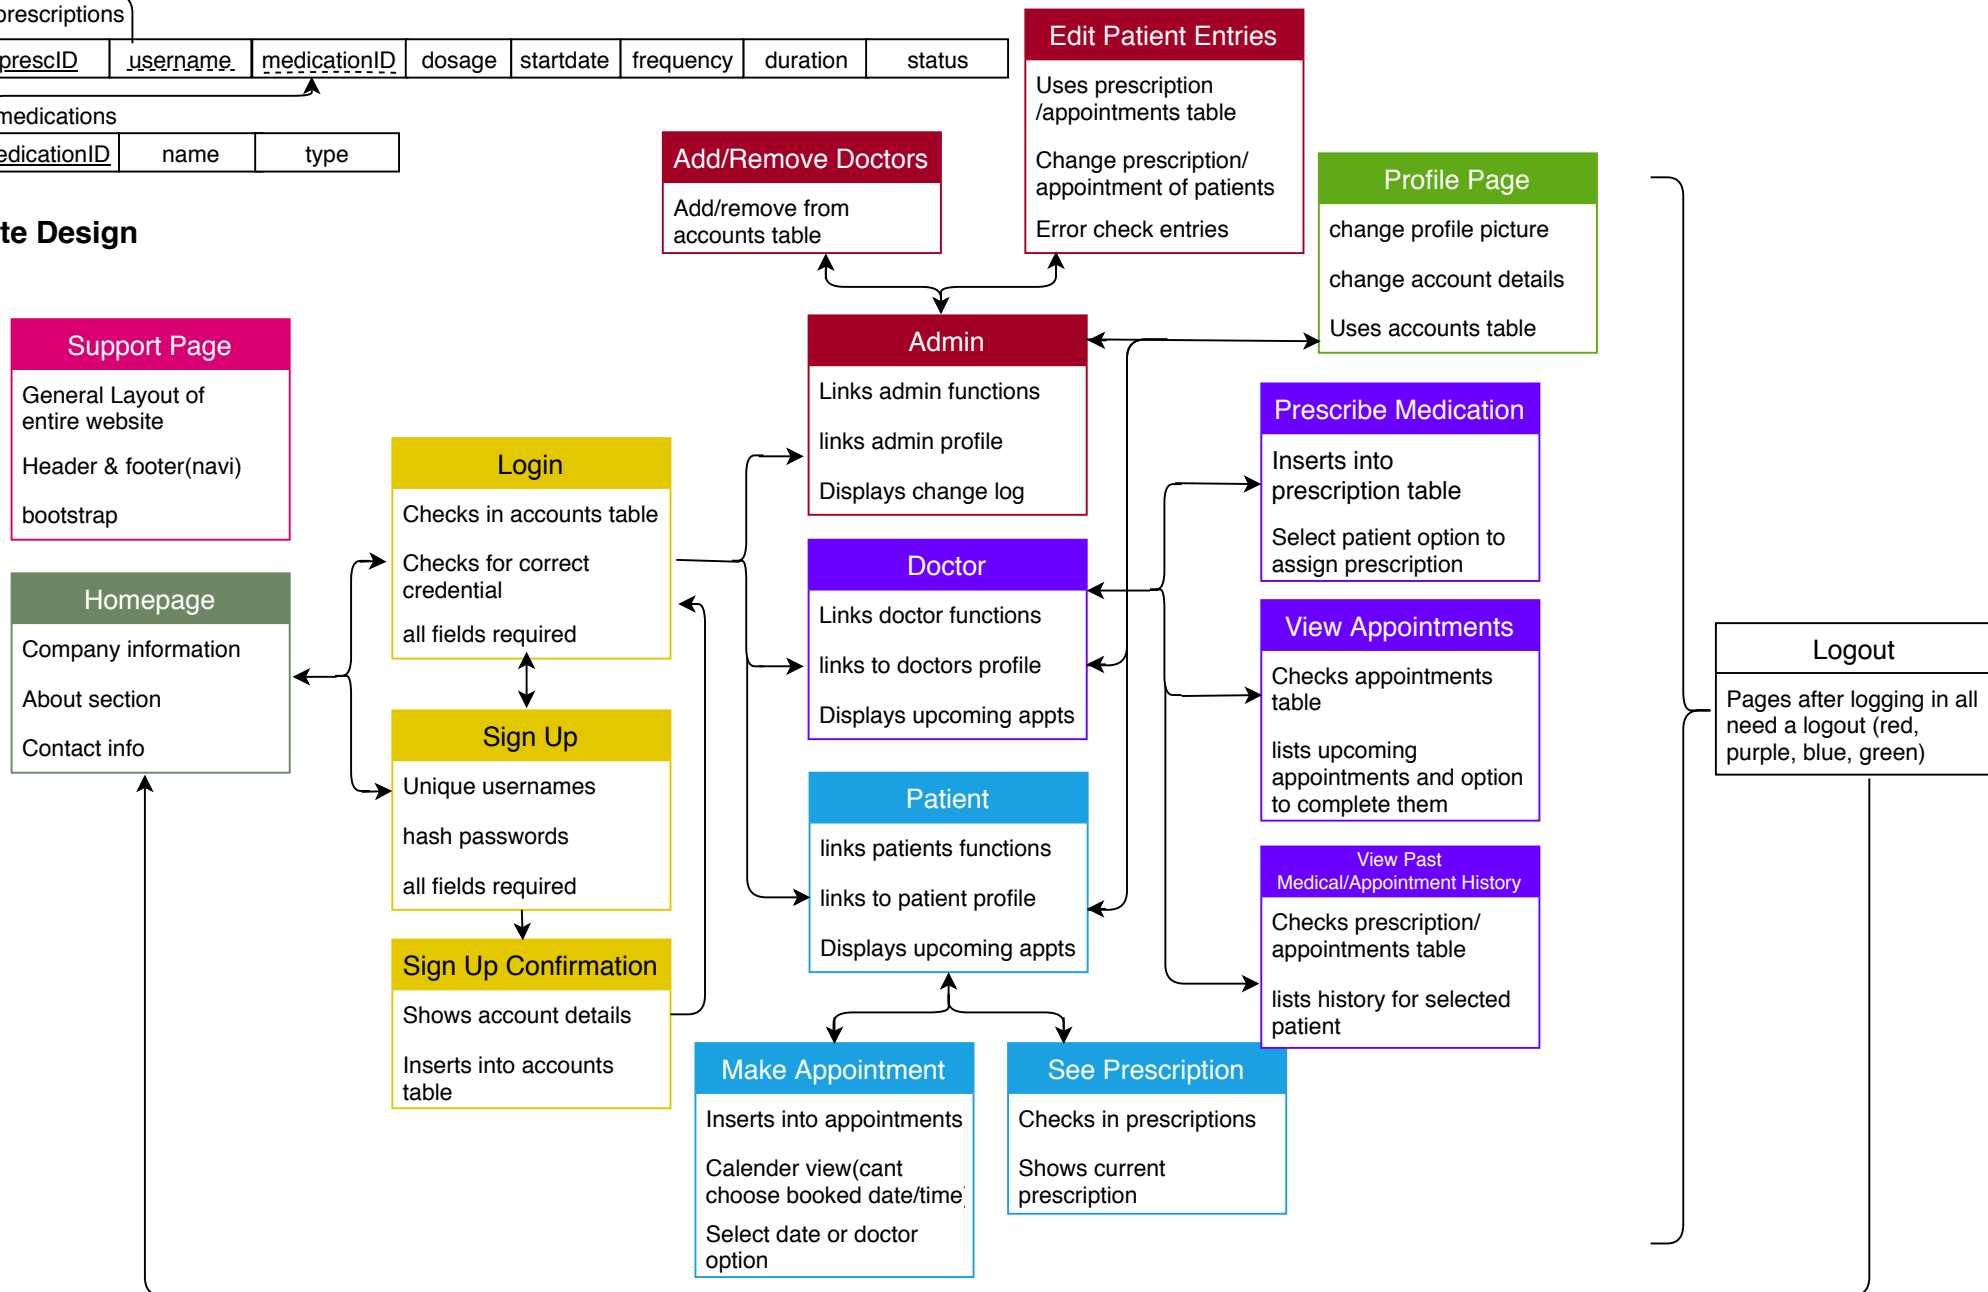 prescriptions
prescID username medicationID dosage startdate frequency duration status
medications
edicationID name type
te Design
Edit Patient Entries
Uses prescription
/appointments table
Change prescription/
appointment of patients
Error check entries
Add/Remove Doctors
Add/remove from
accounts table
Profile Page
change profile picture
change account details
Uses accounts table
Support Page
General Layout of
entire website
Header & footer(navi)
bootstrap
Homepage
Company information
About section
Contact info
Login
Checks in accounts table
Checks for correct
credential
all fields required
Sign Up
Unique usernames
hash passwords
all fields required
Sign Up Confirmation
Shows account details
Inserts into accounts
table
Admin
Links admin functions
links admin profile
Displays change log
Doctor
Links doctor functions
links to doctors profile
Displays upcoming appts
Patient
links patients functions
links to patient profile
Displays upcoming appts
Make Appointment
Inserts into appointments
Calender view(cant
choose booked date/time)
Select date or doctor
option
See Prescription
Checks in prescriptions
Shows current
prescription
Prescribe Medication
Inserts into
prescription table
Select patient option to
assign prescription
View Appointments
Checks appointments
table
lists upcoming
appointments and option
to complete them
View Past
Medical/Appointment History
Checks prescription/
appointments table
lists history for selected
patient
Logout
Pages after logging in all
need a logout (red,
purple, blue, green)